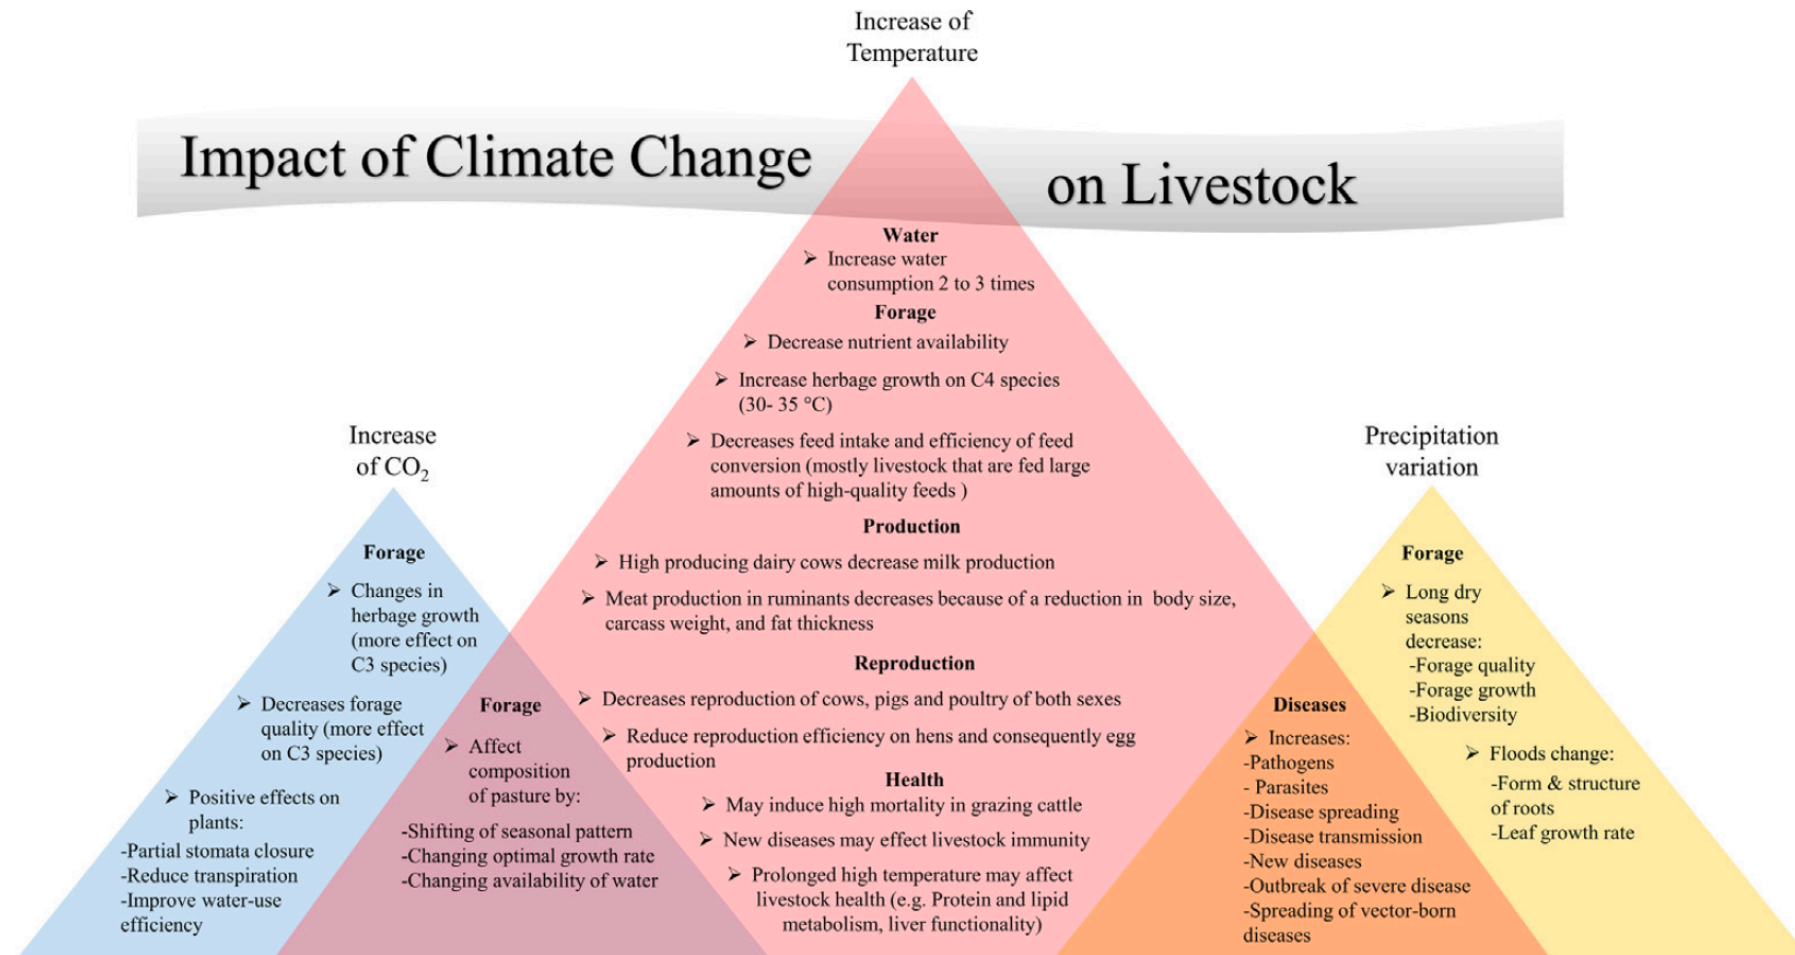 Increase of
Temperature
Impact of Climate Change
on Livestock
Water
➢ Increase water
consumption 2 to 3 times
Forage
➢ Decrease nutrient availability
➢ Increase herbage growth on C4 species
(30- 35 °C)
➢ Decreases feed intake and efficiency of feed
conversion (mostly livestock that are fed large
amounts of high-quality feeds )
Production
➢ High producing dairy cows decrease milk production
➢ Meat production in ruminants decreases because of a reduction in body size,
carcass weight, and fat thickness
Reproduction
➢ Decreases reproduction of cows, pigs and poultry of both sexes
➢ Reduce reproduction efficiency on hens and consequently egg
production
Health
➢ May induce high mortality in grazing cattle
➢ New diseases may effect livestock immunity
➢ Prolonged high temperature may affect
livestock health (e.g. Protein and lipid
metabolism, liver functionality)
Increase
of CO₂
Forage
➢ Changes in
herbage growth
(more effect on
C3 species)
➢ Decreases forage
quality (more effect
on C3 species)
➢ Positive effects on
plants:
-Partial stomata closure
-Reduce transpiration
-Improve water-use
efficiency
Forage
➢ Affect
composition
of pasture by:
-Shifting of seasonal pattern
-Changing optimal growth rate
-Changing availability of water
Precipitation
variation
Forage
➢ Long dry
seasons
decrease:
-Forage quality
-Forage growth
-Biodiversity
➢ Floods change:
-Form & structure
of roots
-Leaf growth rate
Diseases
➢ Increases:
-Pathogens
- Parasites
-Disease spreading
-Disease transmission
-New diseases
-Outbreak of severe disease
-Spreading of vector-born
diseases